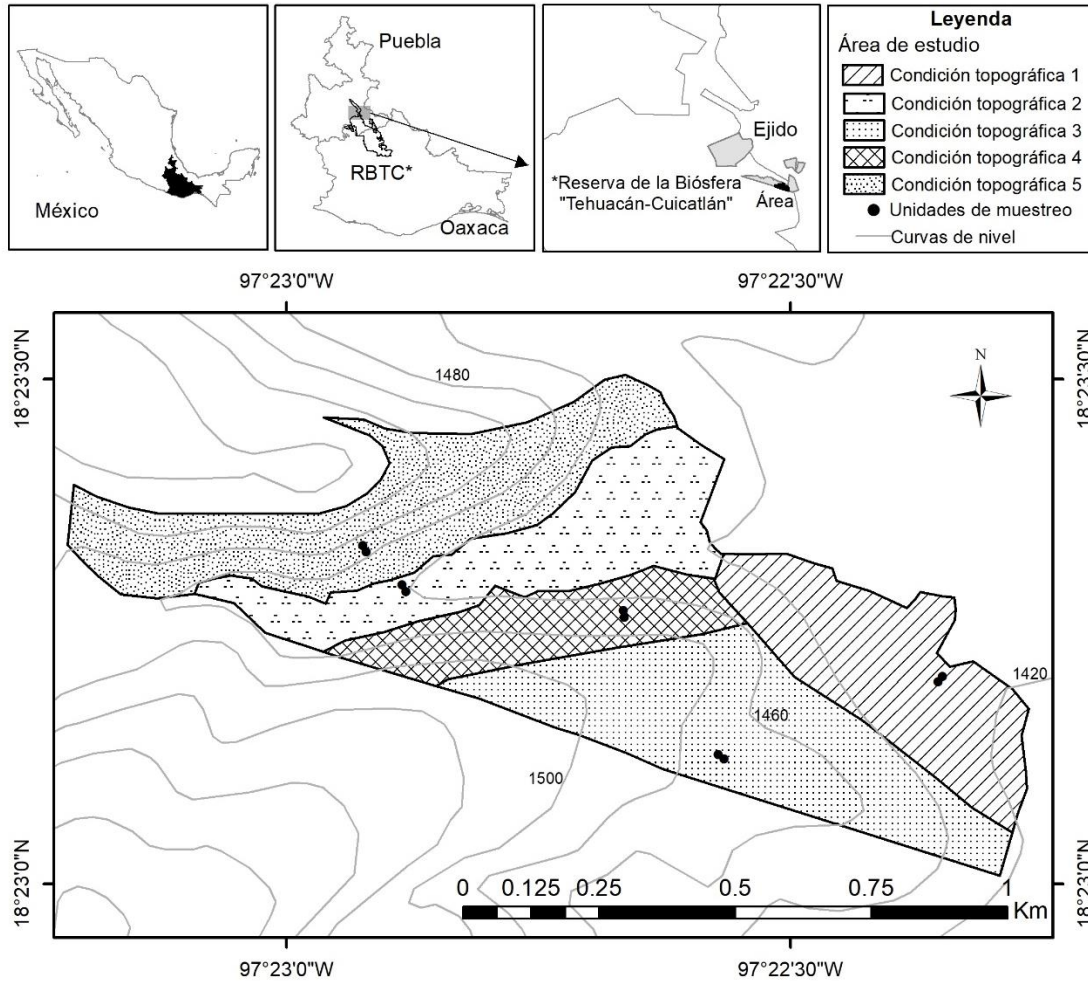 México
Puebla
RBTC*
Oaxaca
Ejido
*Reserva de la Biósfera
"Tehuacán-Cuicatlán"
Área
Leyenda
Área de estudio
Condición topográfica 1
Condición topográfica 2
Condición topográfica 3
Condición topográfica 4
Condición topográfica 5
Unidades de muestreo
Curvas de nivel
97°23'0"W
97°22'30"W
18°23'30"N
18°23'30"N
N
1480
1420
1460
1500
18°23'0"N
18°23'0"N
0 0.125 0.25 0.5 0.75 1
Km
97°23'0"W
97°22'30"W